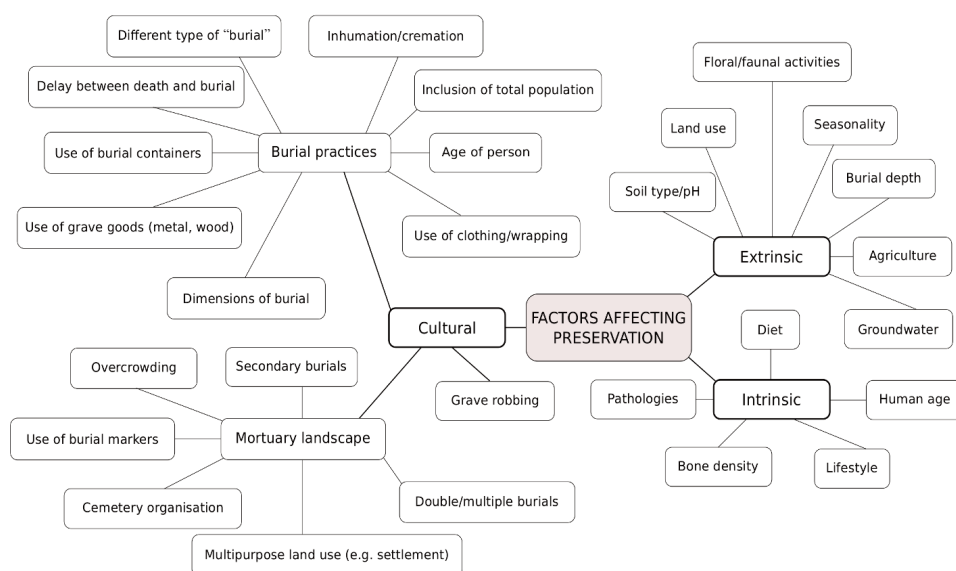 Different type of “burial”
Inhumation/cremation
Delay between death and burial
Inclusion of total population
Use of burial containers
Burial practices
Age of person
Use of grave goods (metal, wood)
Use of clothing/wrapping
Dimensions of burial
Floral/faunal activities
Land use
Seasonality
Soil type/pH
Burial depth
Extrinsic
Agriculture
Groundwater
Cultural
FACTORS AFFECTING
PRESERVATION
Diet
Pathologies
Intrinsic
Human age
Bone density
Lifestyle
Grave robbing
Overcrowding
Secondary burials
Use of burial markers
Mortuary landscape
Cemetery organisation
Double/multiple burials
Multipurpose land use (e.g. settlement)